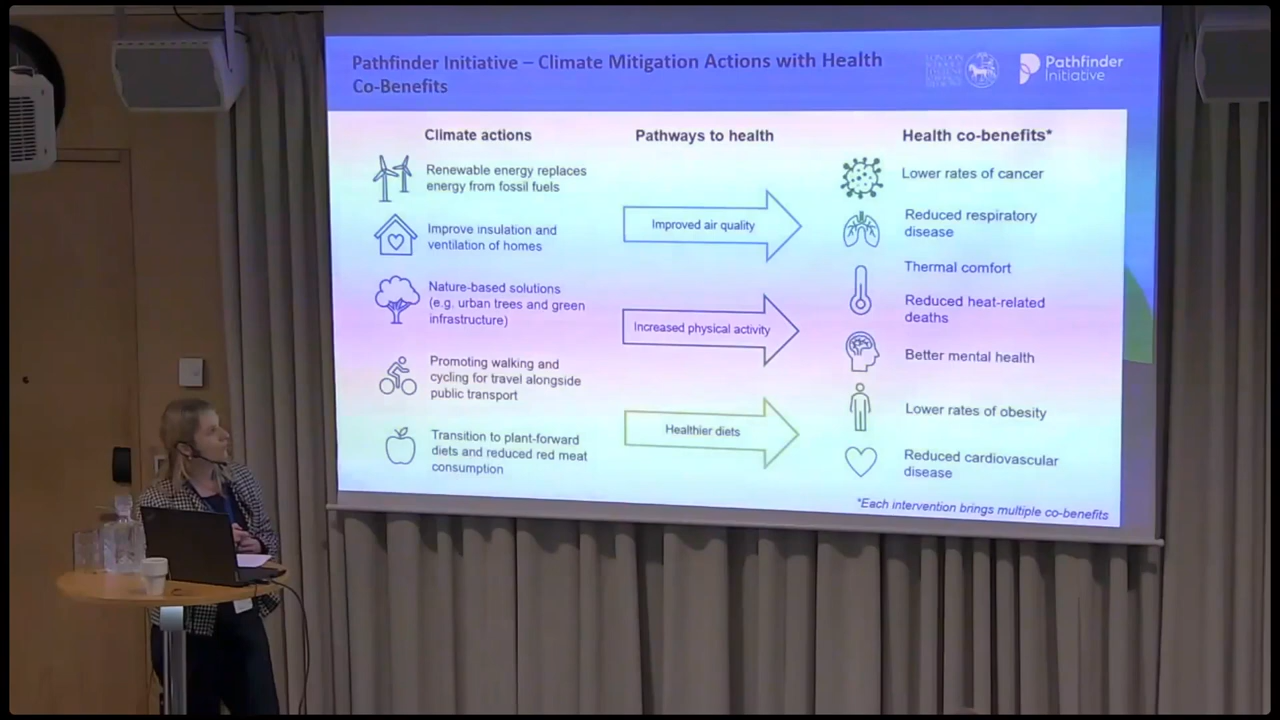 Pathfinder Initiative – Climate Mitigation Actions with Health
Co-Benefits
Pathfinder
Initiative
Climate actions
Renewable energy replaces
energy from fossil fuels
Improve insulation and
ventilation of homes
Nature-based solutions
(e.g. urban trees and green
infrastructure)
Promoting walking and
cycling for travel alongside
public transport
Transition to plant-forward
diets and reduced red meat
consumption
Pathways to health
Improved air quality
Increased physical activity
Healthier diets
Health co-benefits*
Lower rates of cancer
Reduced respiratory
disease
Thermal comfort
Reduced heat-related
deaths
Better mental health
Lower rates of obesity
Reduced cardiovascular
disease
*Each intervention brings multiple co-benefits